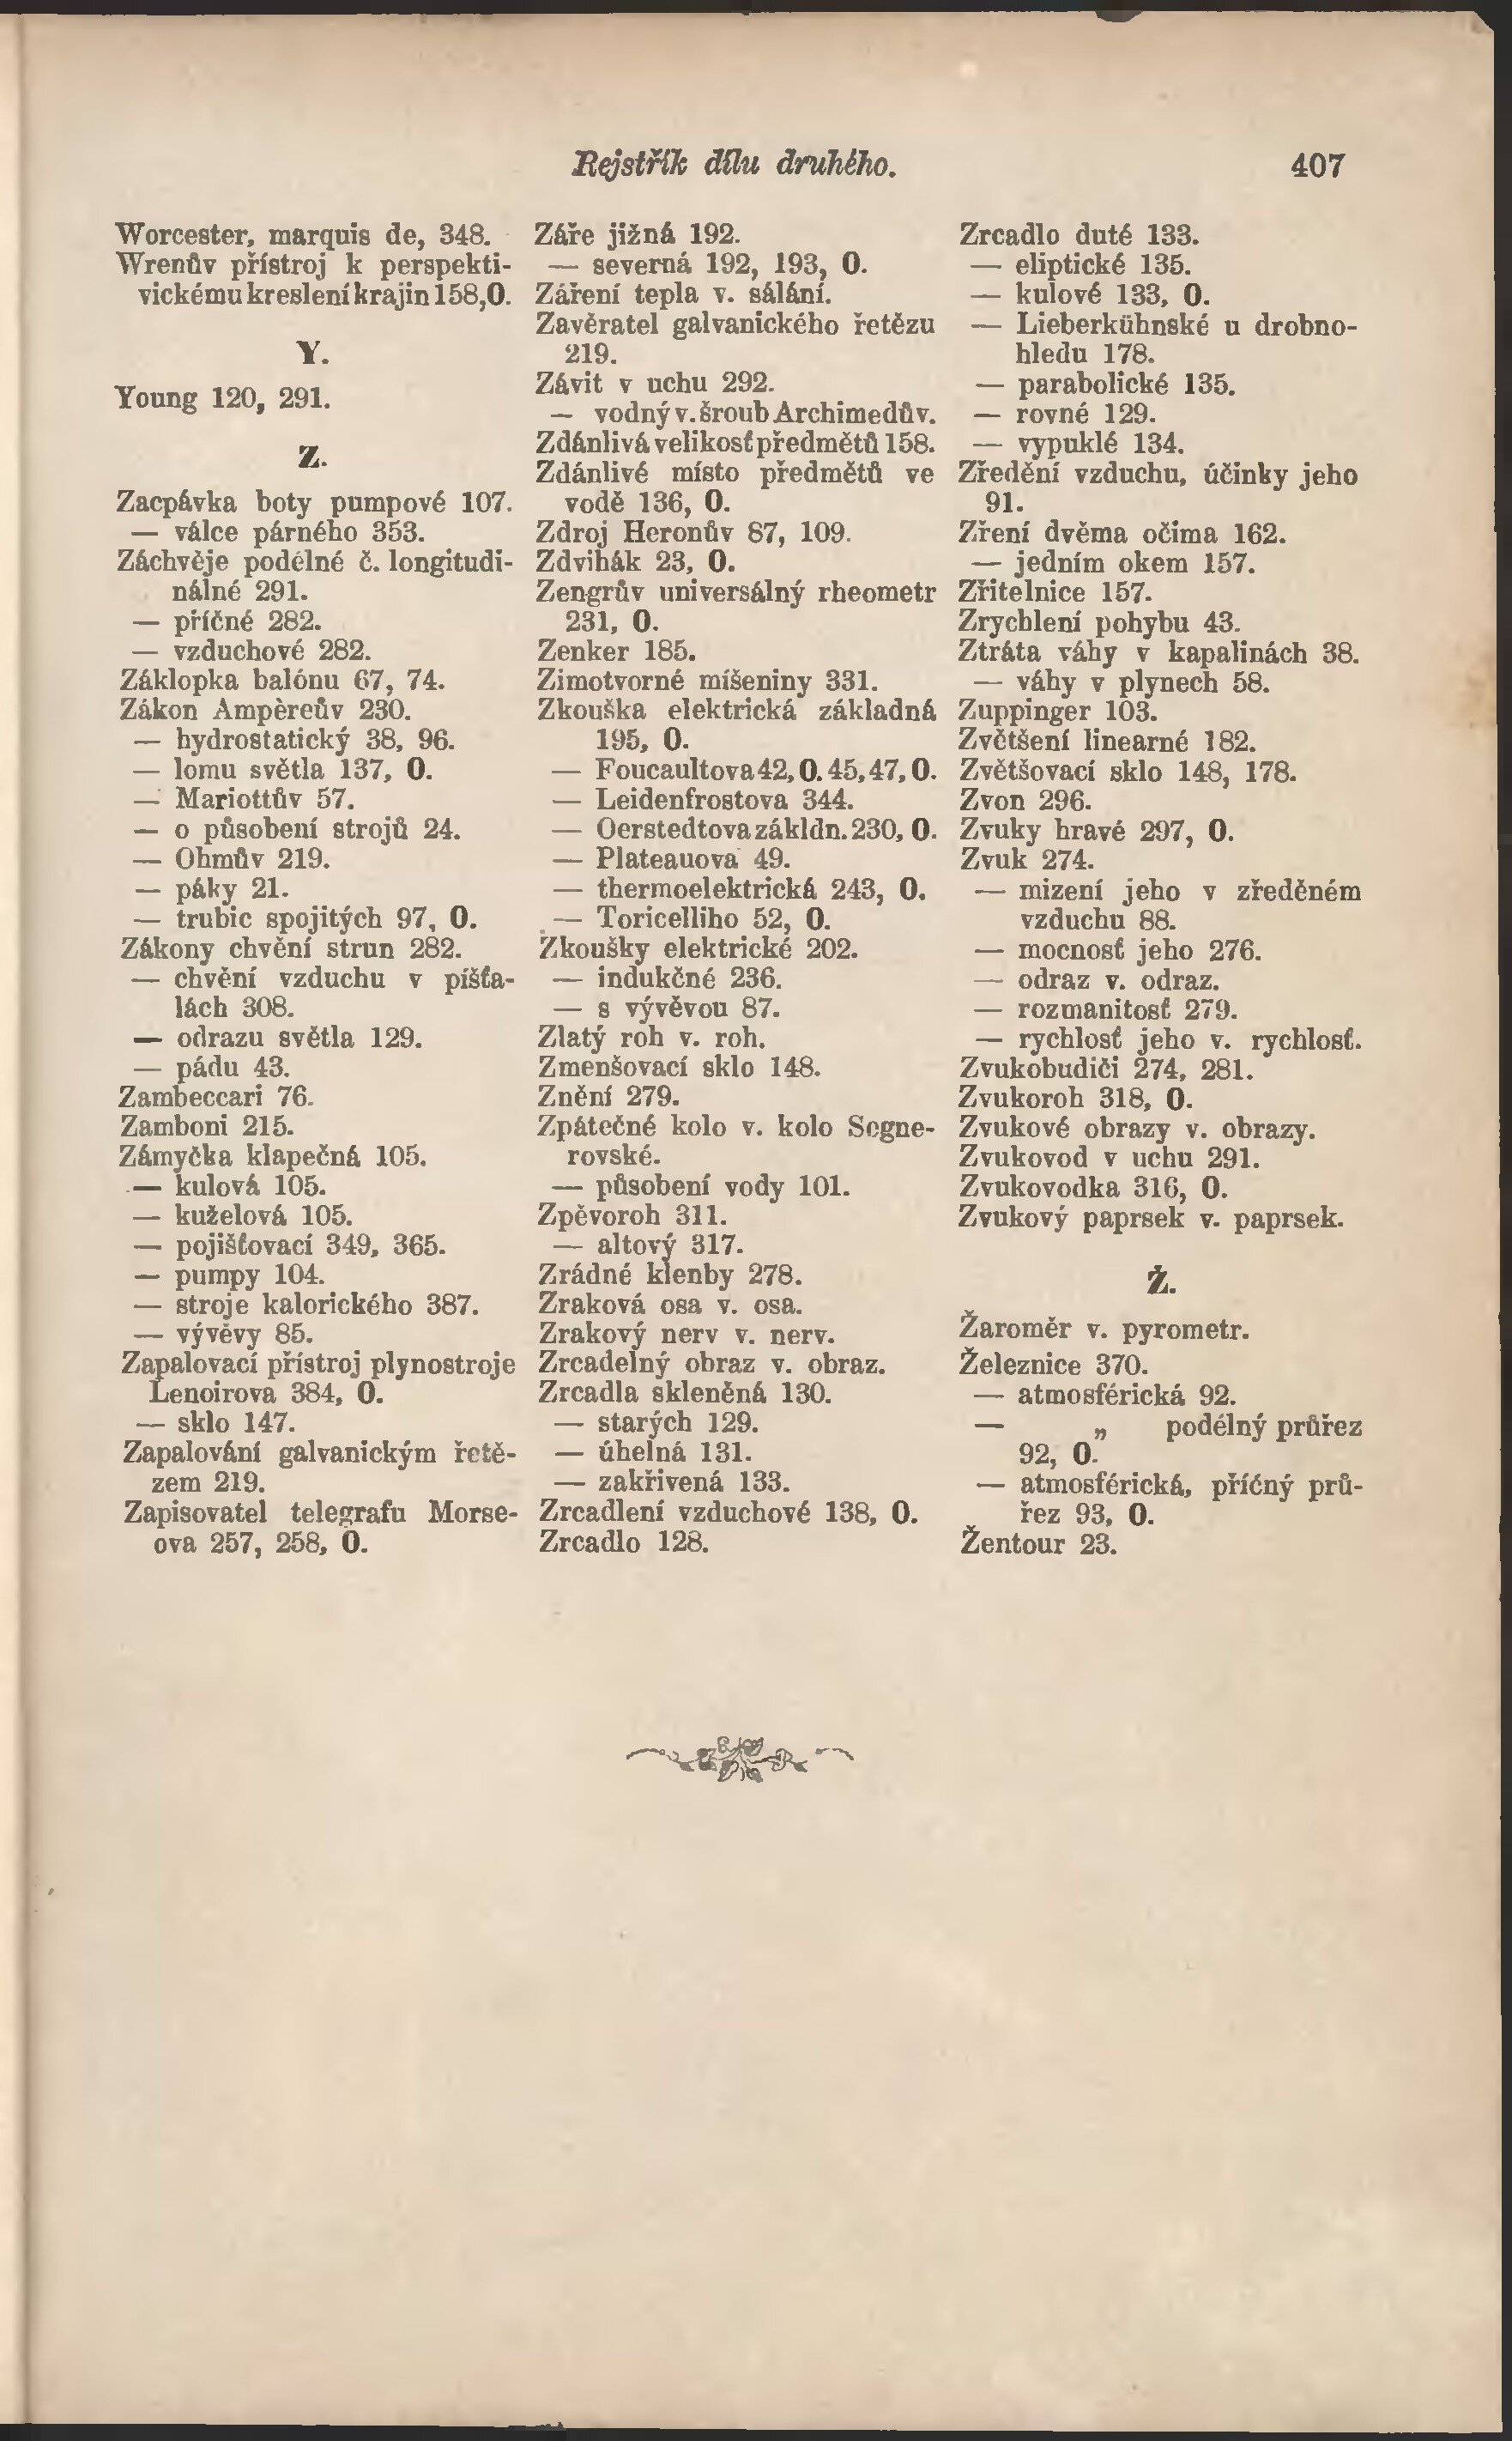 Rejstřík dílu druhého.
407
Worcester, marquis de, 348.
Wrenův přístroj k perspekti-
vickému kreslení krajin 158, O.
Y.
Young 120, 291.
Z.
Zacpávka boty pumpové 107.
— válce párného 353.
Záchvěje podélné č. longitudi-
nálné 291.
— příčné 282.
— vzduchové 282.
Záklopka balónu 67, 74.
Zákon Ampèreův 230.
— hydrostatický 38, 96.
— lomu světla 137, O.
— Mariottův 57.
— o působení strojů 24.
— Ohmův 219.
— páky 21.
— trubic spojitých 97, O.
Zákony chvění strun 282.
— chvění vzduchu v píšťa-
lách 308.
— odrazu světla 129.
— pádu 43.
Zambeccari 76.
Zamboni 215.
Zámyčka klapečná 105.
— kulová 105.
— kuželová 105.
— pojišťovací 349, 365.
— pumpy 104.
— stroje kalorického 387.
— vývěvy 85.
Zapalovací přístroj plynostroje
Lenoirova 384, O.
— sklo 147.
Zapalování galvanickým řetě-
zem 219.
Zapisovatel telegrafu Morse-
ova 257, 258, O.
Záře jižná 192.
— severná 192, 193, O.
Záření tepla v. sálání.
Zavěratel galvanického řetězu
219.
Závit v uchu 292.
— vodný v. šroub Archimedův.
Zdánlivá velikosť předmětů 158.
Zdánlivé místo předmětů ve
vodě 136, O.
Zdroj Heronův 87, 109.
Zdvihák 23, O.
Zengrův universálný rheometr
231, O.
Zenker 185.
Zimotvorné míšeniny 331.
Zkouška elektrická základná
195, O.
— Foucaultova 42, O. 45, 47, O.
— Leidenfrostova 344.
— Oerstedtova zákldn. 230, O.
— Plateauova 49.
— thermoelektrická 243, O.
— Toricelliho 52, O.
Zkoušky elektrické 202.
— indukčné 236.
— s vývěvou 87.
Zlatý roh v. roh.
Zmenšovací sklo 148.
Znění 279.
Zpátečné kolo v. kolo Segne-
rovské.
— působení vody 101.
Zpěvoroh 311.
— altový 317.
Zrádné klenby 278.
Zraková osa v. osa.
Zrakový nerv v. nerv.
Zrcadelný obraz v. obraz.
Zrcadla skleněná 130.
— starých 129.
— úhelná 131.
— zakřivená 133.
Zrcadlení vzduchové 138, O.
Zrcadlo 128.
Zrcadlo duté 133.
— eliptické 135.
— kulové 133, O.
— Lieberkühnské u drobno-
hledu 178.
— parabolické 135.
— rovné 129.
— vypuklé 134.
Zředění vzduchu, účinky jeho
91.
Zření dvěma očima 162.
— jedním okem 157.
Zřitelnice 157.
Zrychlení pohybu 43.
Ztráta váhy v kapalinách 38.
— váhy v plynech 58.
Zuppinger 103.
Zvětšení linearné 182.
Zvětšovací sklo 148, 178.
Zvon 296.
Zvuky hravé 297, O.
Zvuk 274.
— mizení jeho v zředěném
vzduchu 88.
— mocnosť jeho 276.
— odraz v. odraz.
— rozmanitosť 279.
— rychlosť jeho v. rychlosť.
Zvukobudiči 274, 281.
Zvukoroh 318, O.
Zvukové obrazy v. obrazy.
Zvukovod v uchu 291.
Zvukovodka 316, O.
Zvukový paprsek v. paprsek.
Ž.
Žaroměr v. pyrometr.
Železnice 370.
— atmosférická 92.
— „ podélný průřez
92, O.
— atmosférická, příčný prů-
řez 93, O.
Žentour 23.